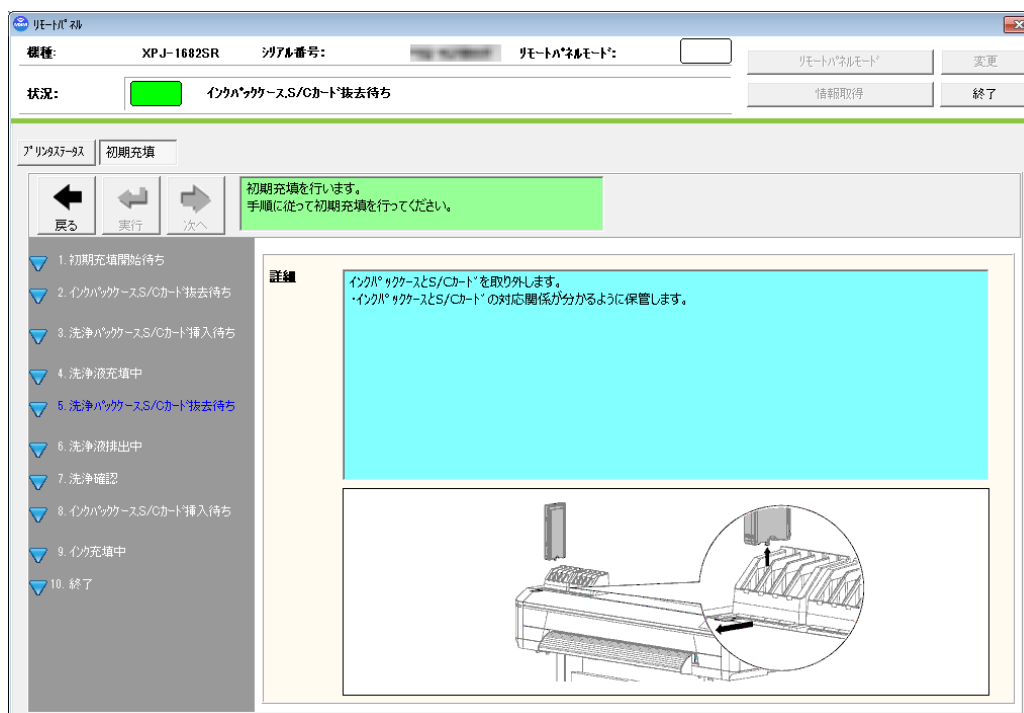 リモートパネル
機種: XPJ-1682SR シリアル番号: リモートパネルモード: リモートパネルモード 変更
状況: インクパックケース,S/Cカード抜去待ち 情報取得 終了
プリンタステータス 初期充填
戻る 実行 次へ
初期充填を行います。
手順に従って初期充填を行ってください。
1. 初期充填開始待ち
2. インクパックケース,S/Cカード抜去待ち
3. 洗浄パックケース,S/Cカード挿入待ち
4. 洗浄液充填中
5. 洗浄パックケース,S/Cカード抜去待ち
6. 洗浄液排出中
7. 洗浄確認
8. インクパックケース,S/Cカード挿入待ち
9. インク充填中
10. 終了
詳細
インクパックケースとS/Cカードを取り外します。
・インクパックケースとS/Cカードの対応関係が分かるように保管します。